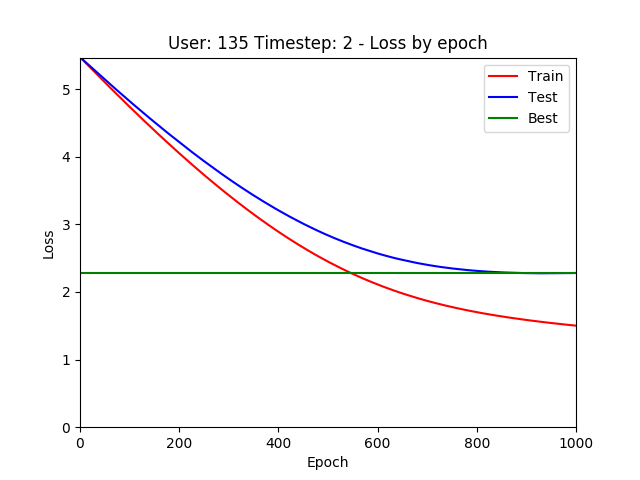 User: 135 Timestep: 2 - Loss by epoch
Train
Test
Best
Loss
5
4
3
2
1
0
0 200 400 600 800 1000
Epoch